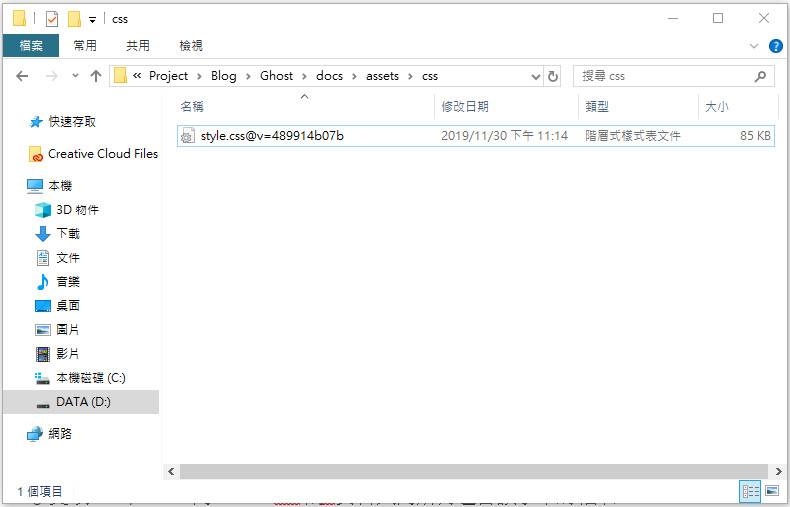 css
檔案 常用 共用 檢視
« Project › Blog › Ghost › docs › assets › css
搜尋 css
名稱 修改日期 類型 大小
style.css@v=489914b07b 2019/11/30 下午 11:14 階層式樣式表文件 85 KB
快速存取
Creative Cloud Files
本機
3D 物件
下載
文件
音樂
桌面
圖片
影片
本機磁碟 (C:)
DATA (D:)
網路
1 個項目